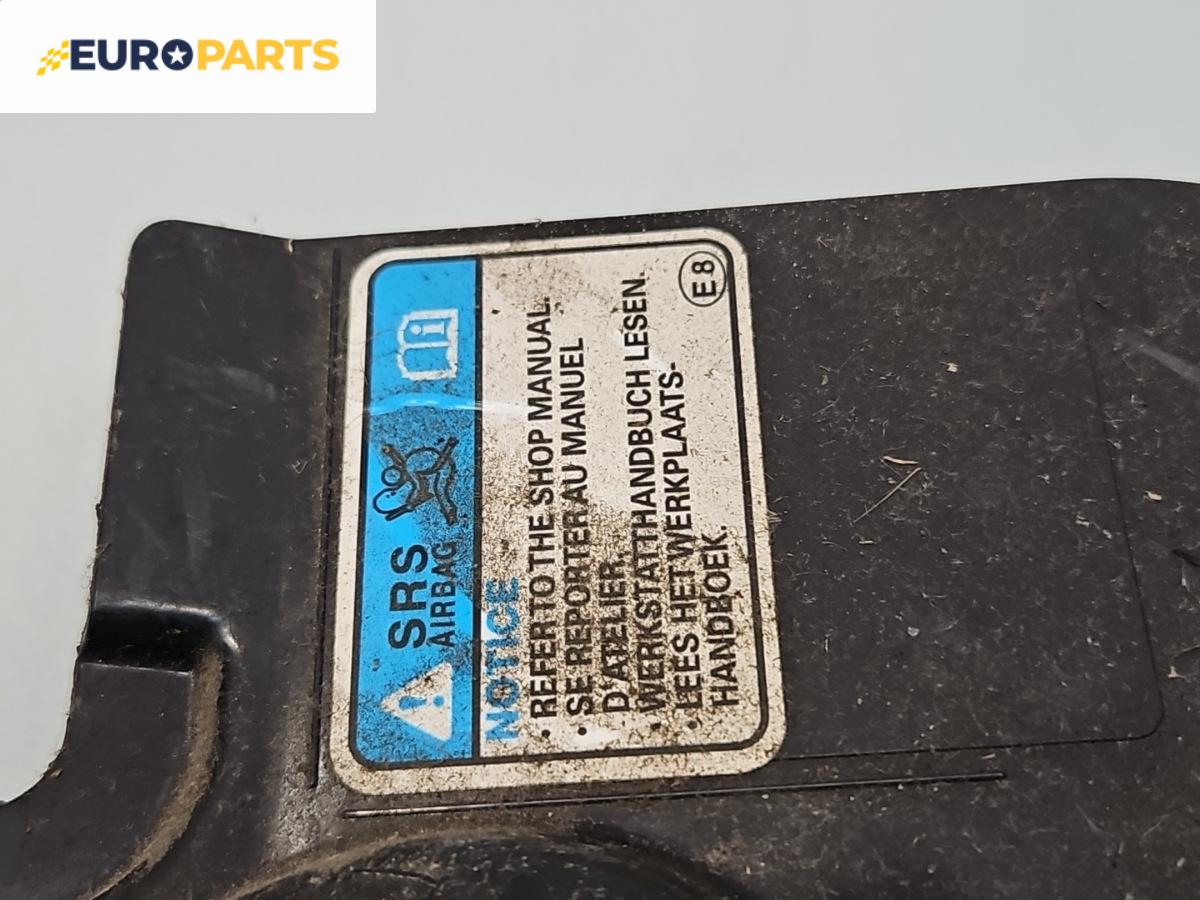 EUROPARTS
SRS
AIRBAG
NOTICE
· REFER TO THE SHOP MANUAL.
· SE REPORTER AU MANUEL
D'ATELIER.
· WERKSTATTHANDBUCH LESEN.
· LEES HET WERKPLAATS-
HANDBOEK.
E8